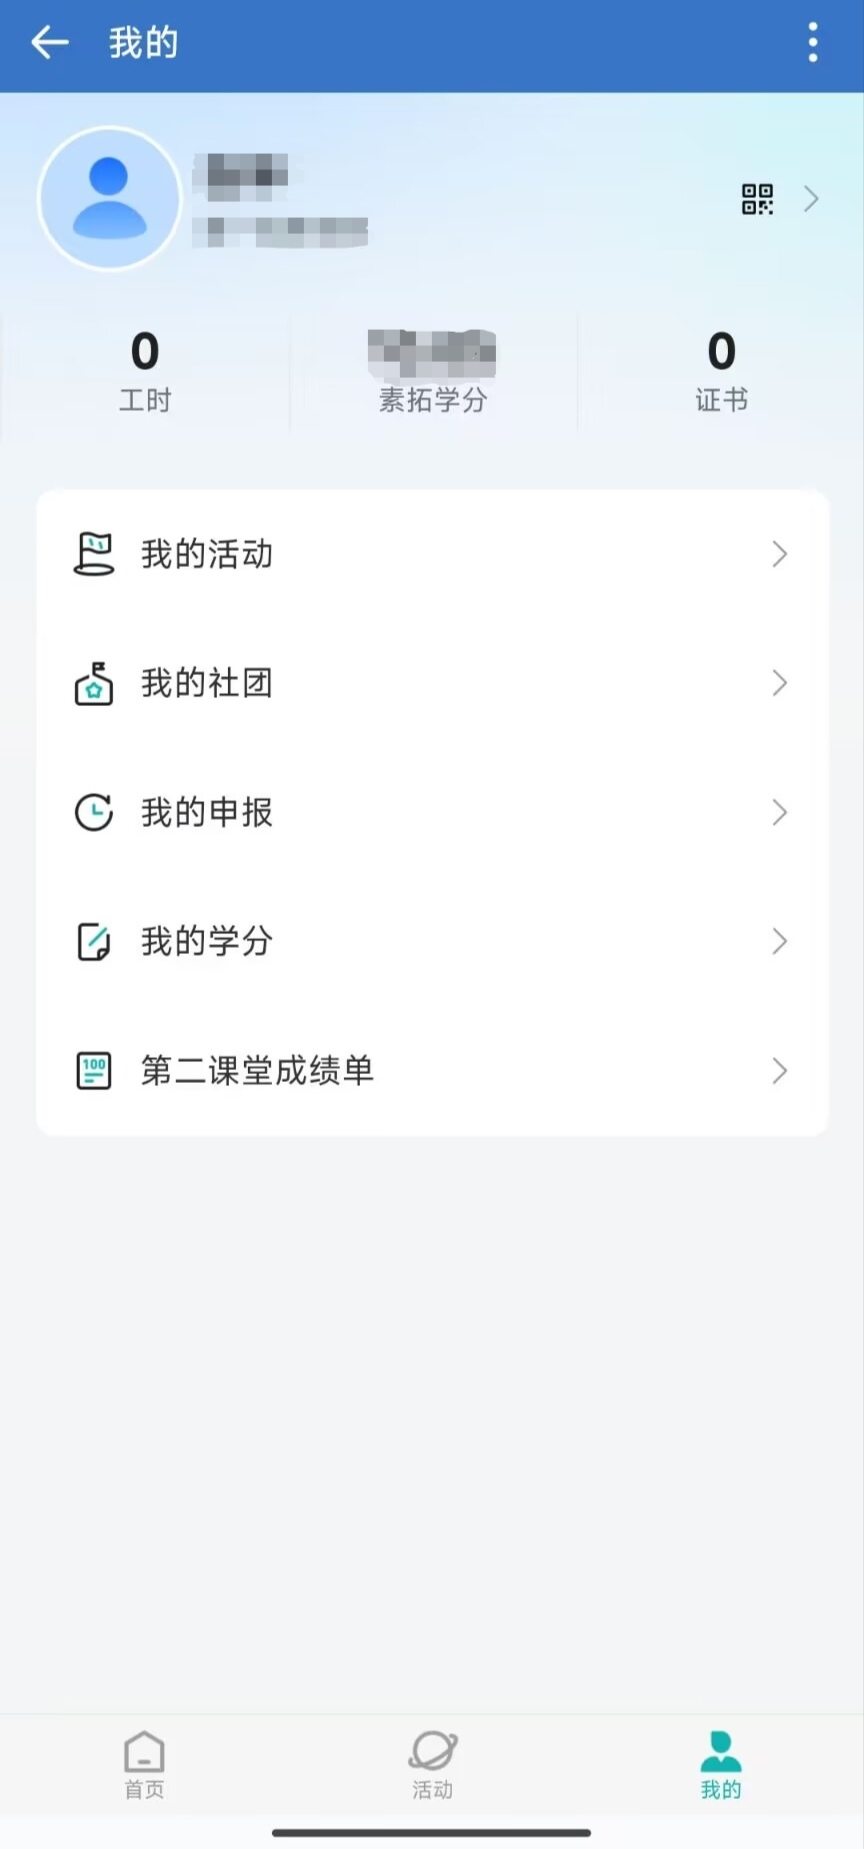 我的
0
工时
素拓学分
0
证书
我的活动
我的社团
我的申报
我的学分
100
第二课堂成绩单
首页
活动
我的